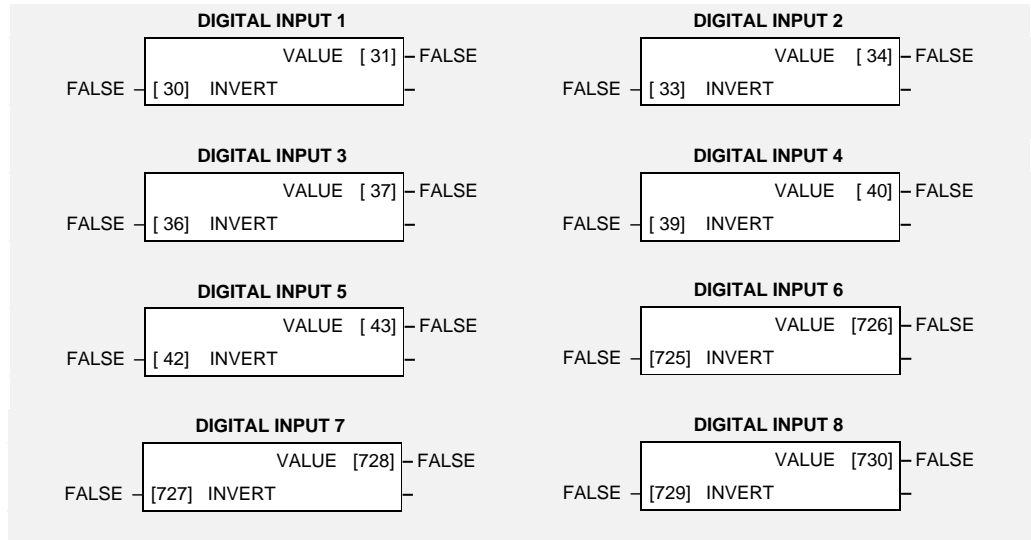 DIGITAL INPUT 1
VALUE [ 31] – FALSE
FALSE – [ 30] INVERT –
DIGITAL INPUT 2
VALUE [ 34] – FALSE
FALSE – [ 33] INVERT –
DIGITAL INPUT 3
VALUE [ 37] – FALSE
FALSE – [ 36] INVERT –
DIGITAL INPUT 4
VALUE [ 40] – FALSE
FALSE – [ 39] INVERT –
DIGITAL INPUT 5
VALUE [ 43] – FALSE
FALSE – [ 42] INVERT –
DIGITAL INPUT 6
VALUE [726] – FALSE
FALSE – [725] INVERT –
DIGITAL INPUT 7
VALUE [728] – FALSE
FALSE – [727] INVERT –
DIGITAL INPUT 8
VALUE [730] – FALSE
FALSE – [729] INVERT –